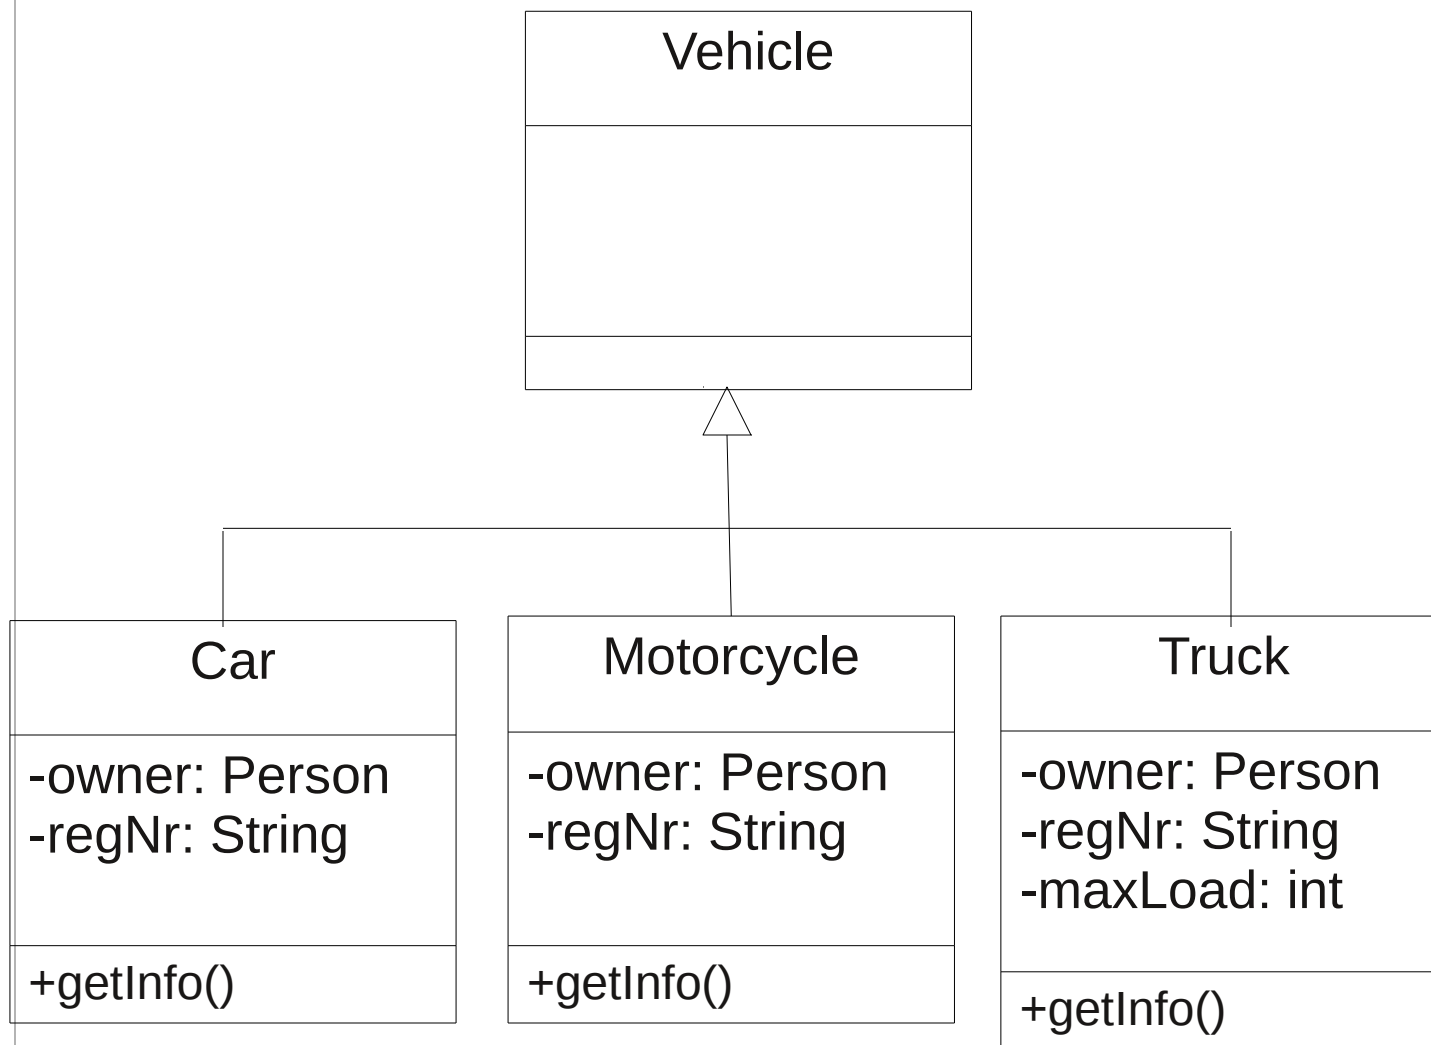 Vehicle
Car
-owner: Person
-regNr: String
+getInfo()
Motorcycle
-owner: Person
-regNr: String
+getInfo()
Truck
-owner: Person
-regNr: String
-maxLoad: int
+getInfo()